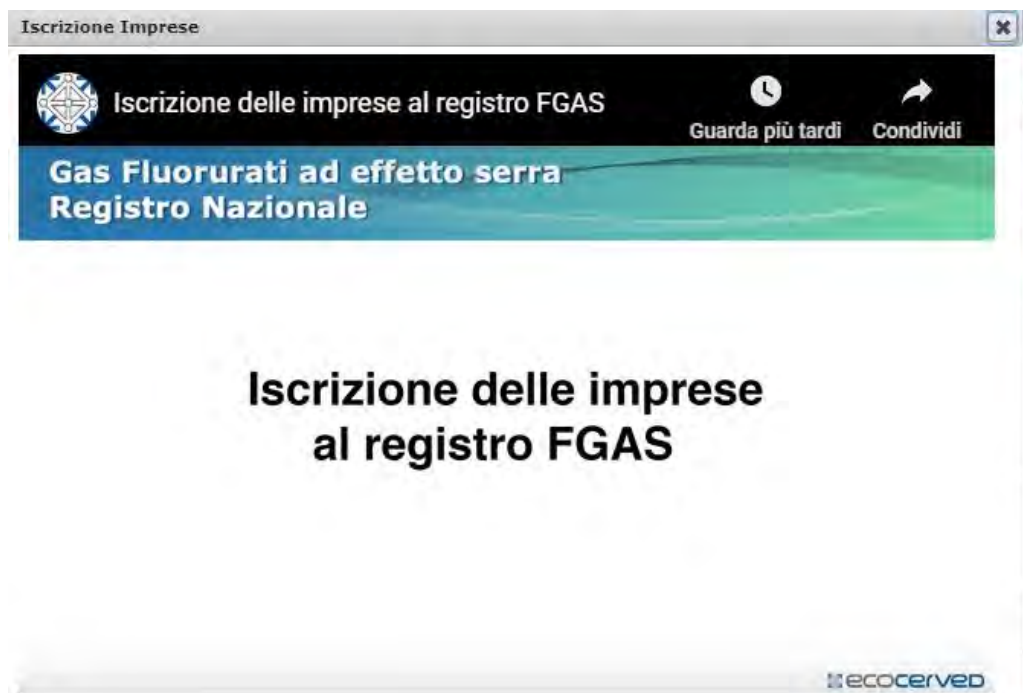 Iscrizione Imprese
Iscrizione delle imprese al registro FGAS
Guarda più tardi
Condividi
Gas Fluorurati ad effetto serra
Registro Nazionale
Iscrizione delle imprese
al registro FGAS
ecocerved